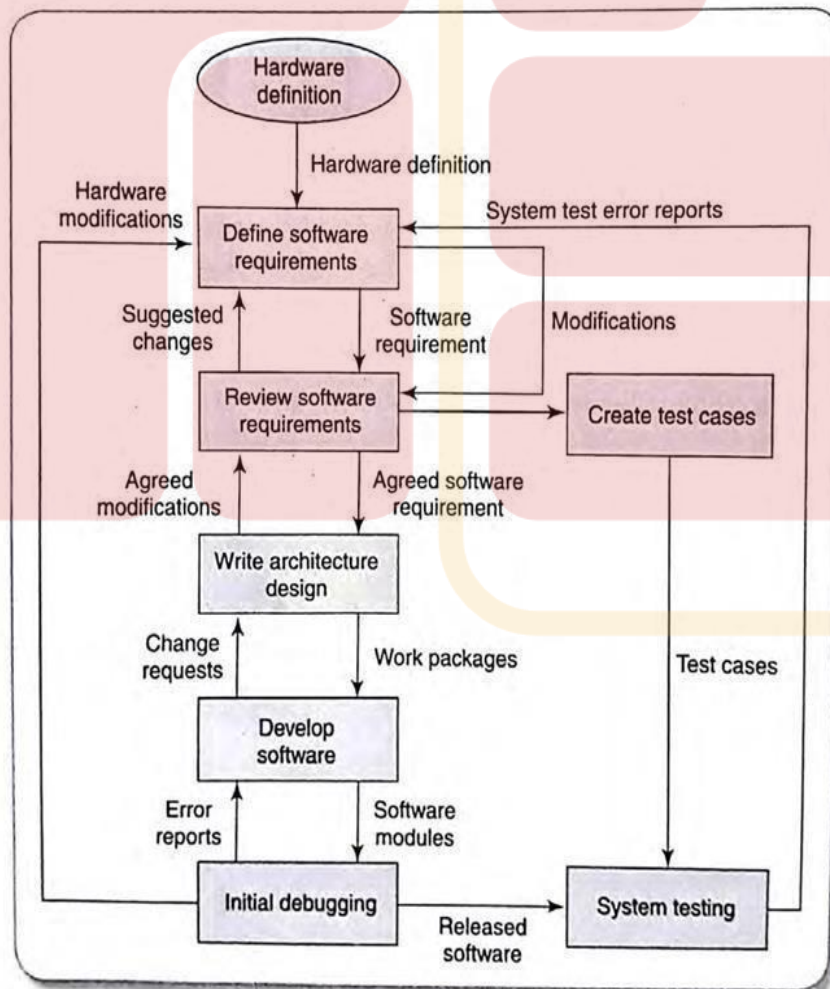 Hardware
definition
Hardware definition
Hardware
modifications
System test error reports
Define software
requirements
Suggested
changes
Software
requirement
Modifications
Review software
requirements
Create test cases
Agreed
modifications
Agreed software
requirement
Write architecture
design
Change
requests
Work packages
Test cases
Develop
software
Error
reports
Software
modules
Initial debugging
Released
software
System testing